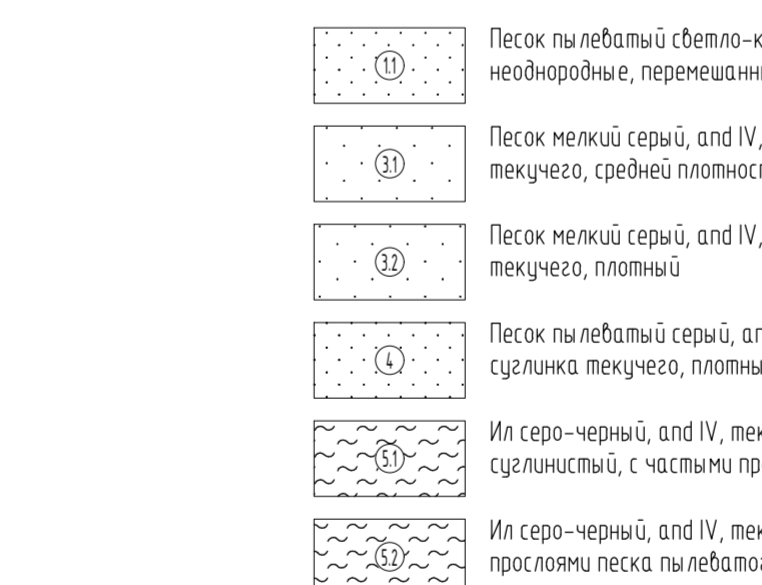 1.1
Песок пылеватый светло-к
неоднородные, перемешанн
3.1
Песок мелкий серый, and IV,
текучего, средней плотнос
3.2
Песок мелкий серый, and IV,
текучего, плотный
4
Песок пылеватый серый, an
суглинка текучего, плотны
5.1
Ил серо-черный, and IV, тек
суглинистый, с частыми пр
5.2
Ил серо-черный, and IV, тек
прослоями песка пылеватог